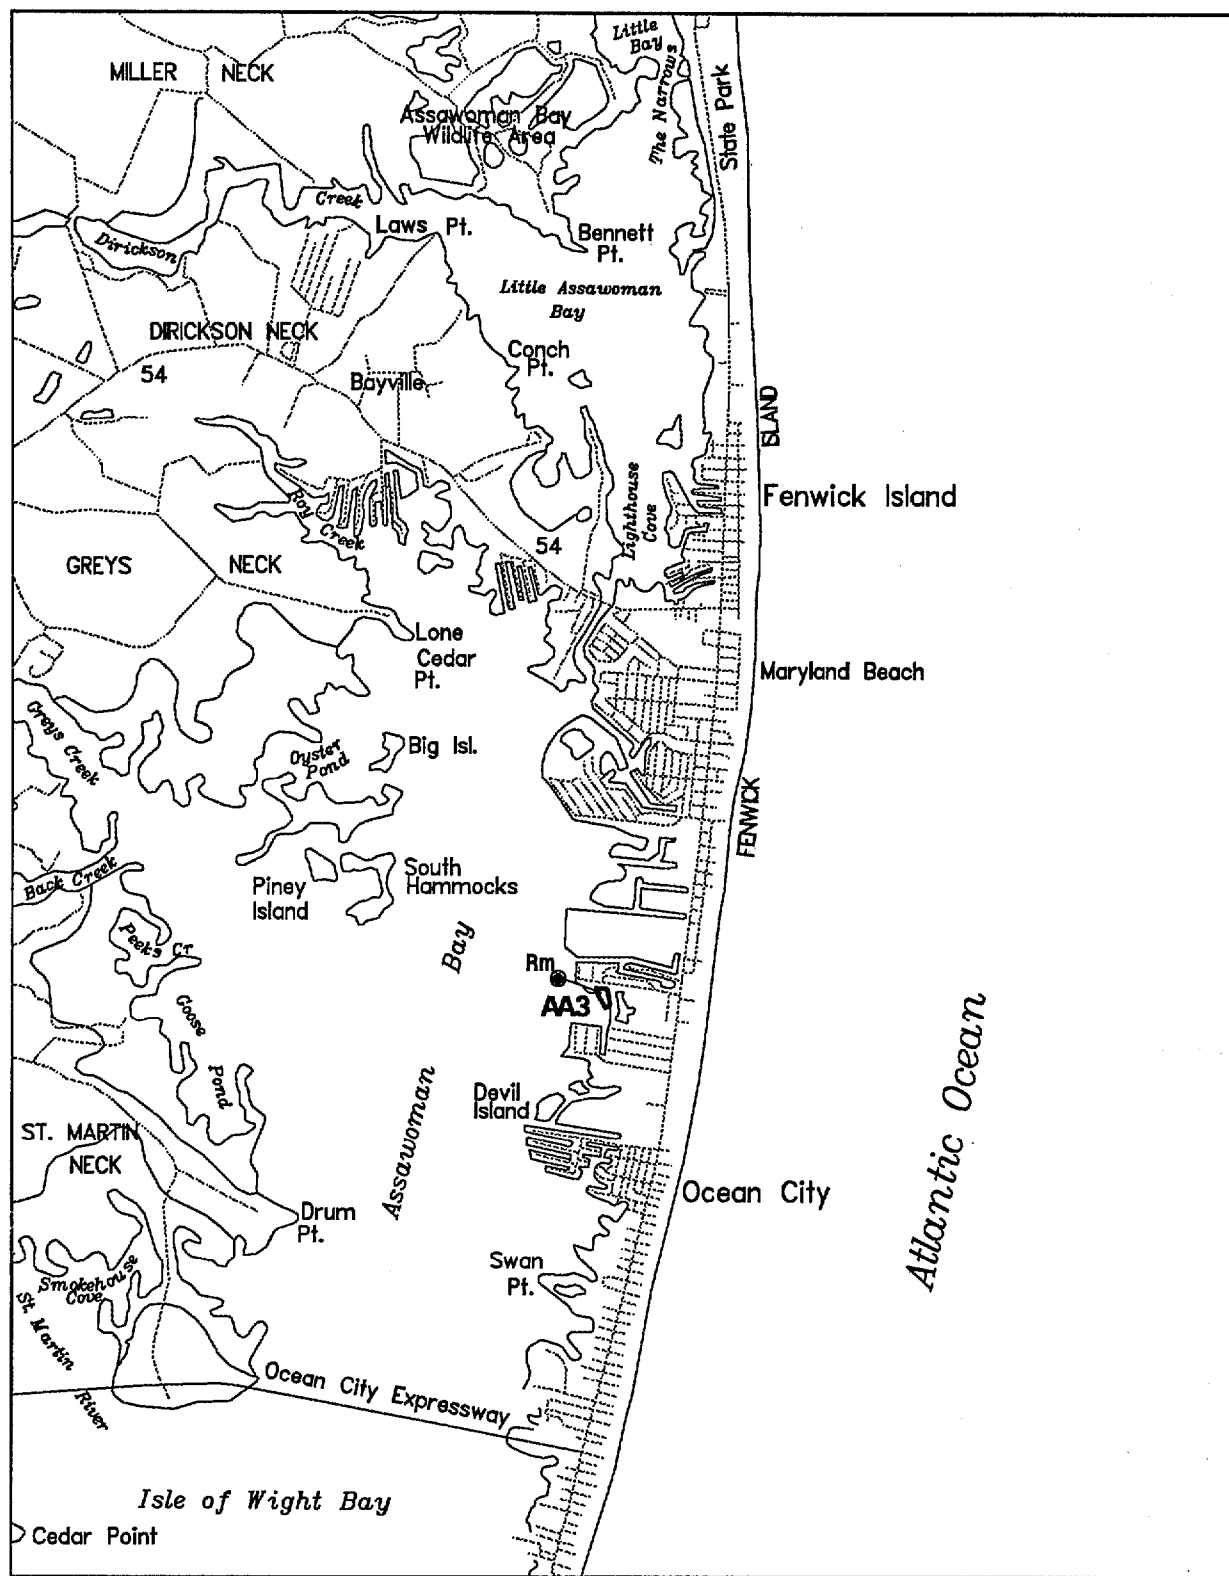 Little
Bay
MILLER NECK
The Narrows
State Park
Assawoman Bay
Wildlife Area
Creek
Laws Pt.
Dirickson
Bennett
Pt.
Little Assawoman
Bay
DIRICKSON NECK
Conch
Pt.
54
Bayville
ISLAND
Lighthouse
Cove
Fenwick Island
Roy
Creek
54
GREYS NECK
Lone
Cedar
Pt.
Maryland Beach
Greys Creek
Oyster
Pond
Big Isl.
FENWICK
Back Creek
South
Hammocks
Piney
Island
Peeks Cr
Bay
Rm
AA3
Goose
Pond
Atlantic Ocean
Devil
Island
Assawoman
ST. MARTIN
NECK
Ocean City
Drum
Pt.
Swan
Pt.
Smokehouse
Cove
St. Martin
River
Ocean City Expressway
Isle of Wight Bay
Cedar Point